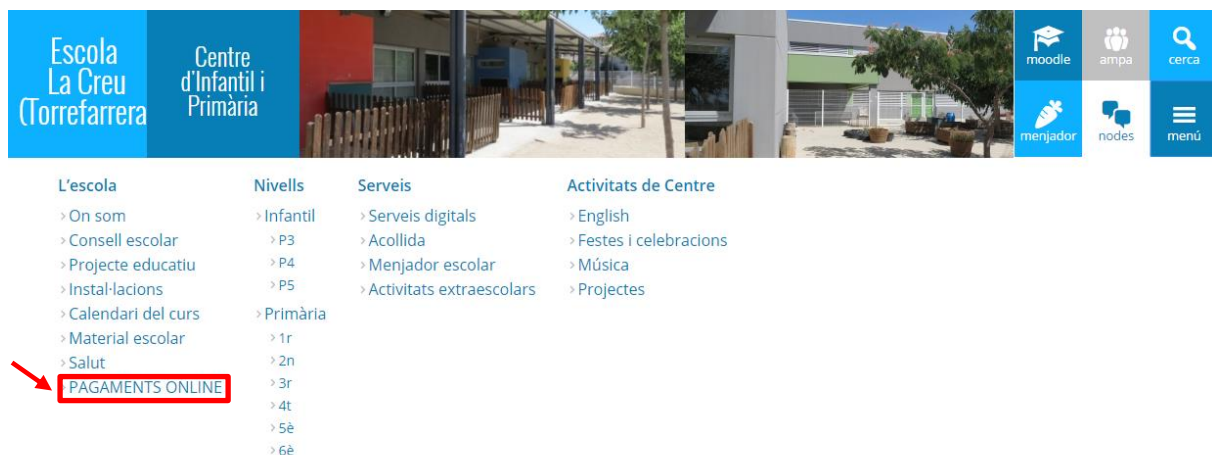 Escola
La Creu
(Torrefarrera
Centre
d'Infantil i
Primària
moodle
ampa
cerca
menjador
nodes
menú
L'escola
On som
Consell escolar
Projecte educatiu
Instal·lacions
Calendari del curs
Material escolar
Salut
PAGAMENTS ONLINE
Nivells
Infantil
P3
P4
P5
Primària
1r
2n
3r
4t
5è
6è
Serveis
Serveis digitals
Acollida
Menjador escolar
Activitats extraescolars
Activitats de Centre
English
Festes i celebracions
Música
Projectes